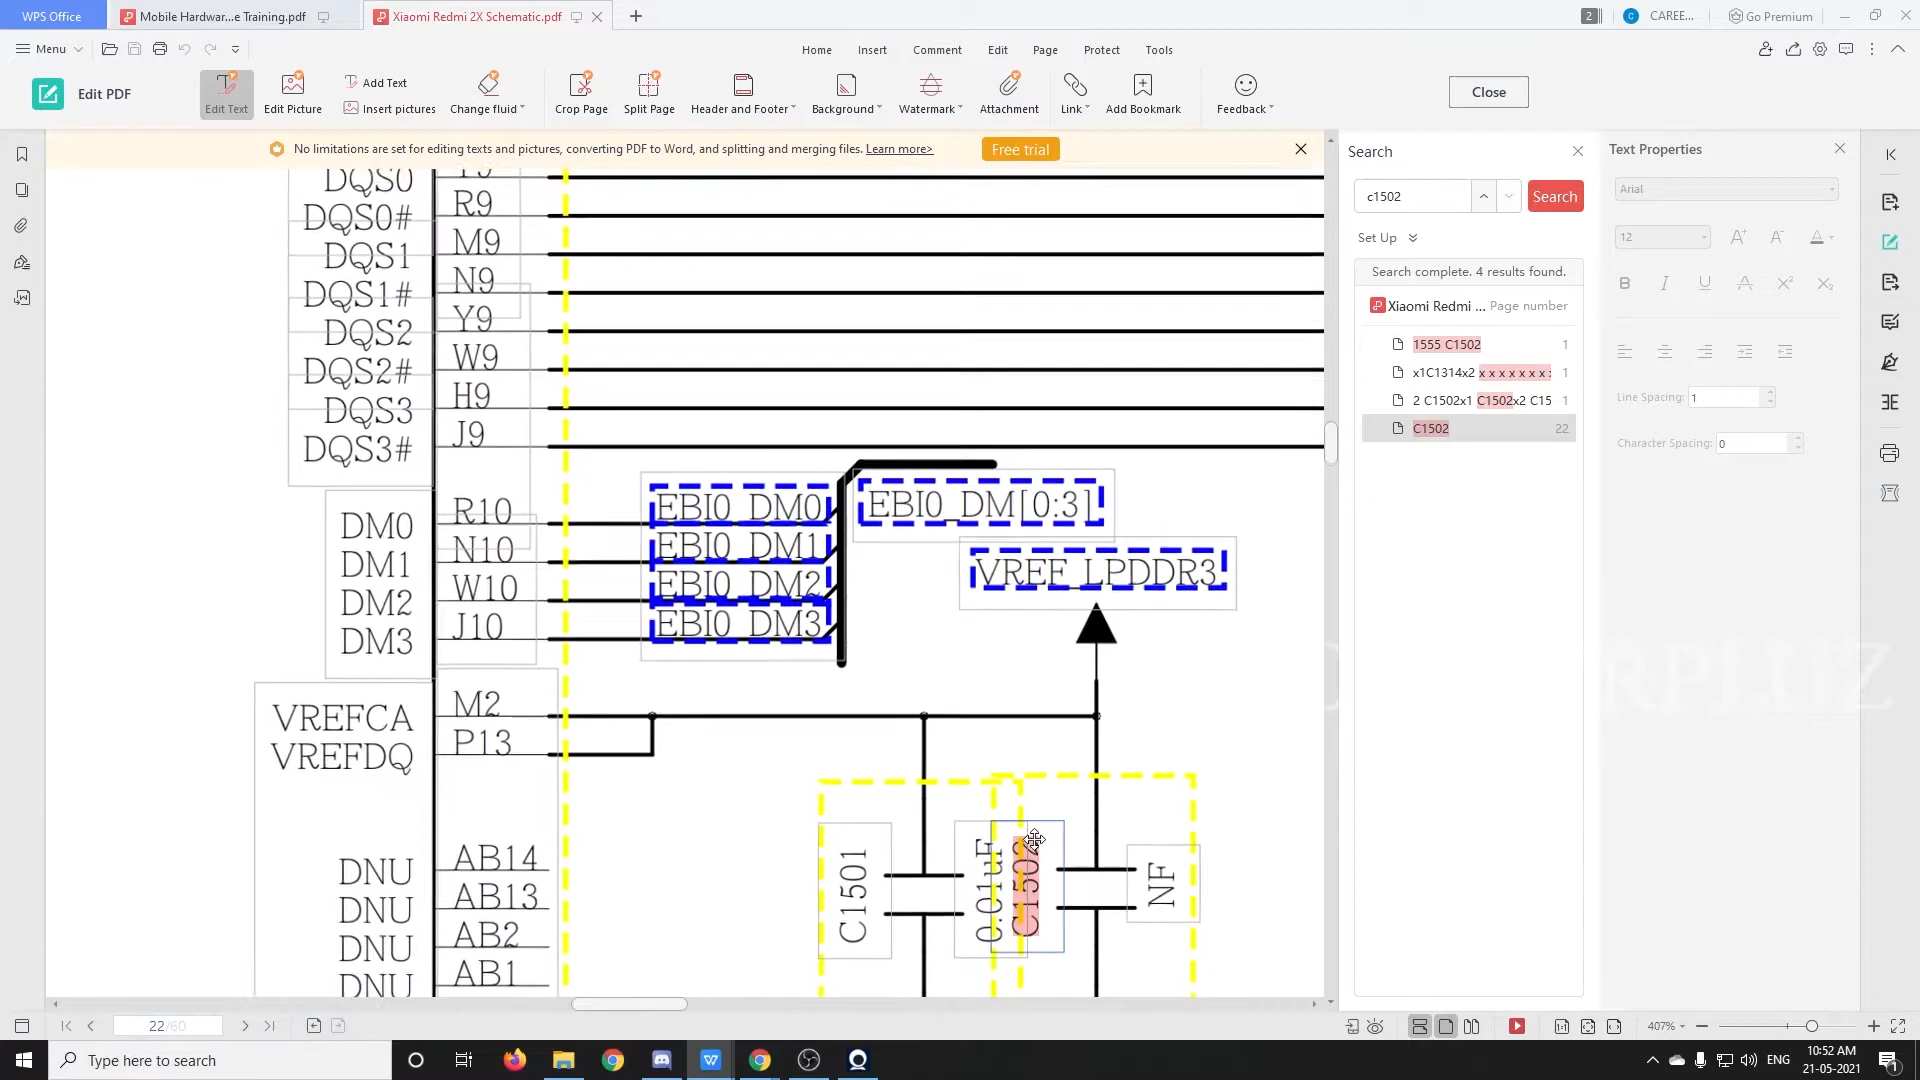 WPS Office
Mobile Hardwar...e Training.pdf
Xiaomi Redmi 2X Schematic.pdf
2
C
CAREE...
Go Premium
Menu
Home
Insert
Comment
Edit
Page
Protect
Tools
Edit PDF
Edit Text
Edit Picture
Add Text
Insert pictures
Change fluid
Crop Page
Split Page
Header and Footer
Background
Watermark
Attachment
Link
Add Bookmark
Feedback
Close
No limitations are set for editing texts and pictures, converting PDF to Word, and splitting and merging files. Learn more>
Free trial
DQS0
DQS0# R9
DQS1 M9
DQS1# N9
DQS2 Y9
DQS2# W9
DQS3 H9
DQS3# J9
DM0 R10 EBI0_DM0 EBI0_DM[0:3]
DM1 N10 EBI0_DM1
DM2 W10 EBI0_DM2
DM3 J10 EBI0_DM3
VREF_LPDDR3
VREFCA M2
VREFDQ P13
DNU AB14
DNU AB13
DNU AB2
DNU AB1
C1501
0.01uF
C1502
NF
Search
c1502
Search
Set Up
Search complete. 4 results found.
Xiaomi Redmi ... Page number
1555 C1502 1
x1C1314x2 x x x x x x x x 1
2 C1502x1 C1502x2 C15 1
C1502 22
Text Properties
Arial
12
A+ A- A
B I U A X² X₂
Line Spacing: 1
Character Spacing: 0
RPLUZ
22/60
407%
Type here to search
ENG
10:52 AM
21-05-2021
1